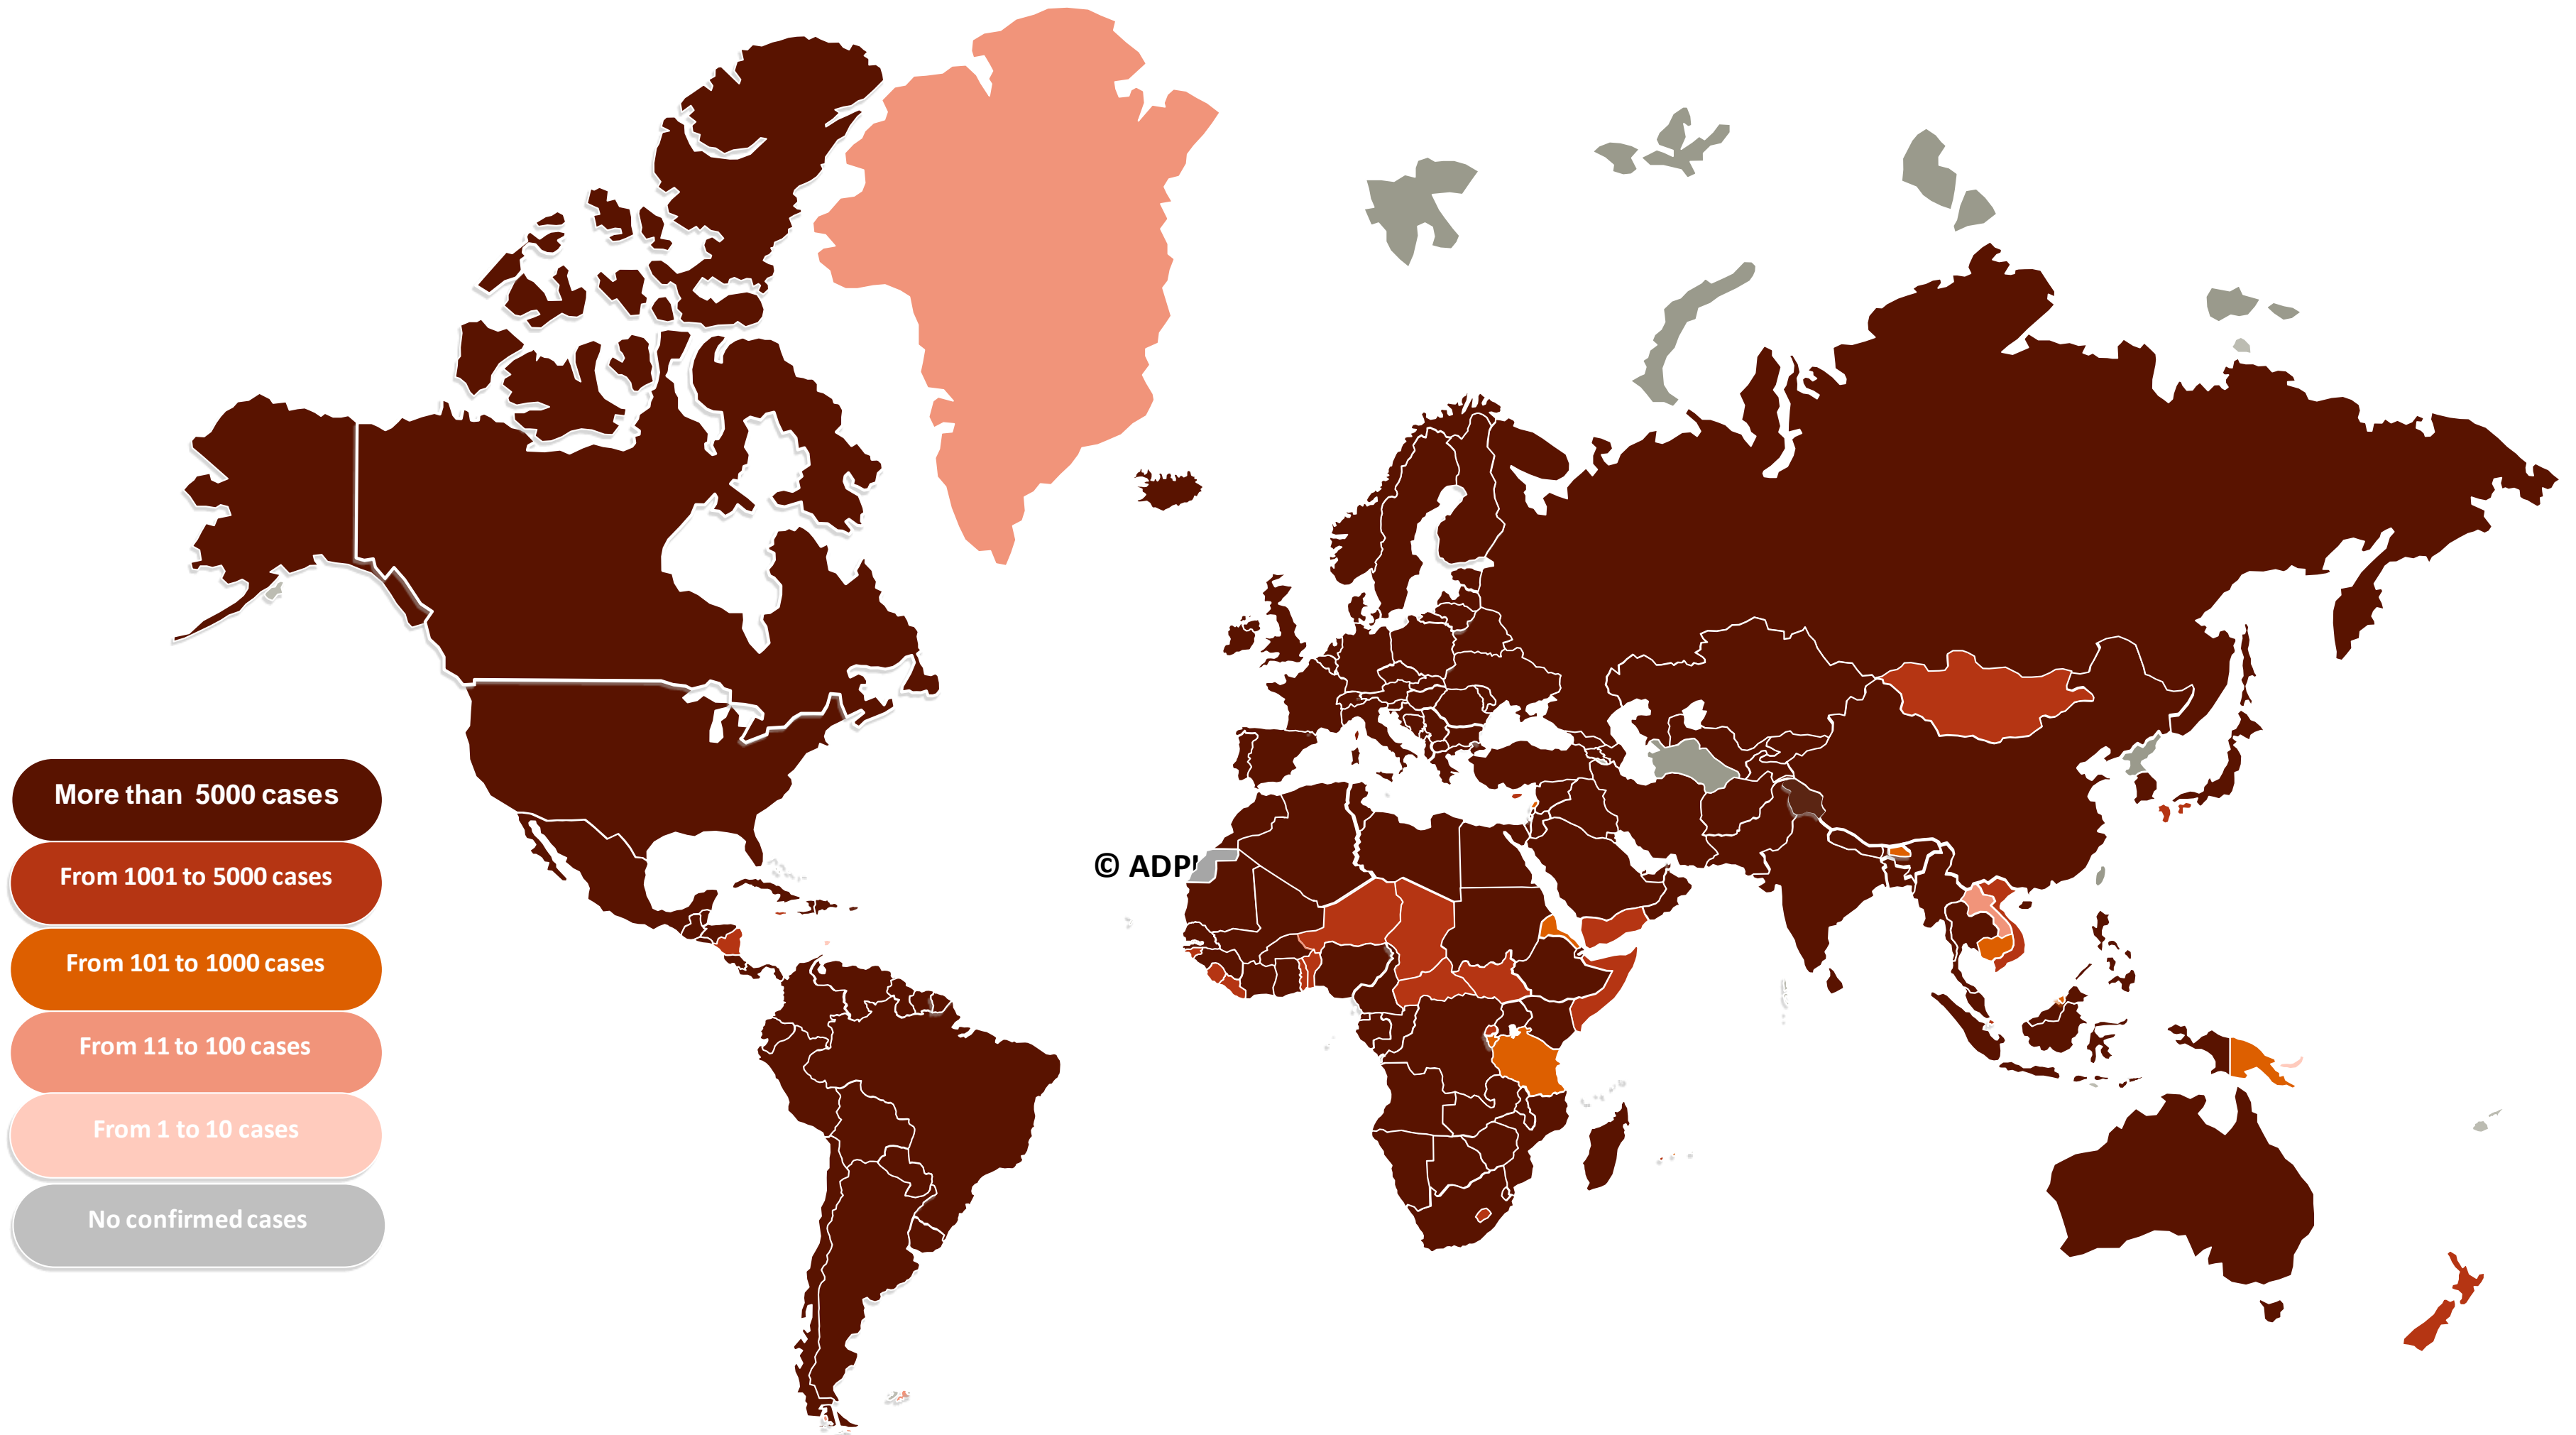 More than 5000 cases
From 1001 to 5000 cases
From 101 to 1000 cases
From 11 to 100 cases
From 1 to 10 cases
No confirmed cases
© ADPI